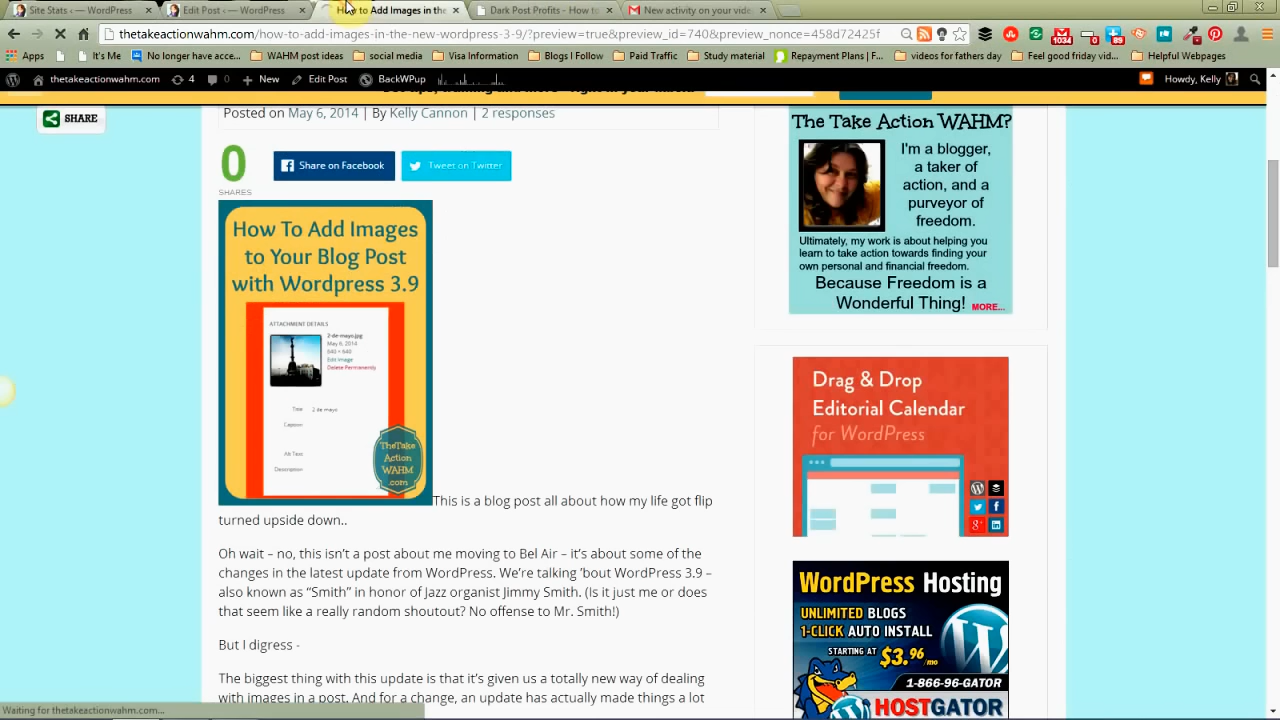 Site Stats ‹ — WordPress
Edit Post ‹ — WordPress
How to Add Images in the
Dark Post Profits - How to
New activity on your vide
thetakeactionwahm.com/how-to-add-images-in-the-new-wordpress-3-9/?preview=true&preview_id=740&preview_nonce=458d72425f
1034
89
Apps
It's Me
No longer have acces
WAHM post ideas
social media
Visa Information
Blogs I Follow
Paid Traffic
Study material
Repayment Plans | F
videos for fathers day
Feel good friday vid
Helpful Webpages
thetakeactionwahm.com
4
0
New
Edit Post
BackWPup
Howdy, Kelly
SHARE
Posted on May 6, 2014 | By Kelly Cannon | 2 responses
0
SHARES
Share on Facebook
Tweet on Twitter
How To Add Images
to Your Blog Post
with Wordpress 3.9
ATTACHMENT DETAILS
2-de-mayo.jpg
May 6, 2014
640 × 640
Edit Image
Delete Permanently
Title
2 de mayo
Caption
Alt Text
Description
TheTake
Action
WAHM
.com
This is a blog post all about how my life got flip
turned upside down..
Oh wait – no, this isn't a post about me moving to Bel Air – it's about some of the
changes in the latest update from WordPress. We're talking 'bout WordPress 3.9 –
also known as “Smith” in honor of Jazz organist Jimmy Smith. (Is it just me or does
that seem like a really random shoutout? No offense to Mr. Smith!)
But I digress -
The biggest thing with this update is that it's given us a totally new way of dealing
in a post. And for a change, an update has actually made things a lot
The Take Action WAHM?
I'm a blogger,
a taker of
action, and a
purveyor of
freedom.
Ultimately, my work is about helping you
learn to take action towards finding your
own personal and financial freedom.
Because Freedom is a
Wonderful Thing! MORE...
Drag & Drop
Editorial Calendar
for WordPress
WordPress Hosting
UNLIMITED BLOGS
1-CLICK AUTO INSTALL
STARTING AT $3.96 /mo
1-866-96-GATOR
HOSTGATOR
Waiting for thetakeactionwahm.com...